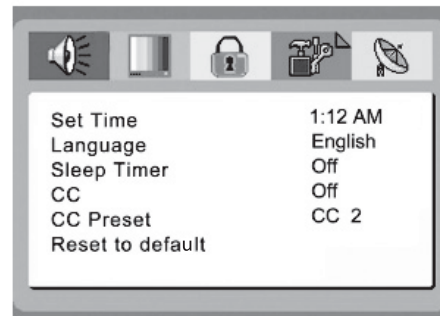 Set Time 1:12 AM
Language English
Sleep Timer Off
CC Off
CC Preset CC 2
Reset to default